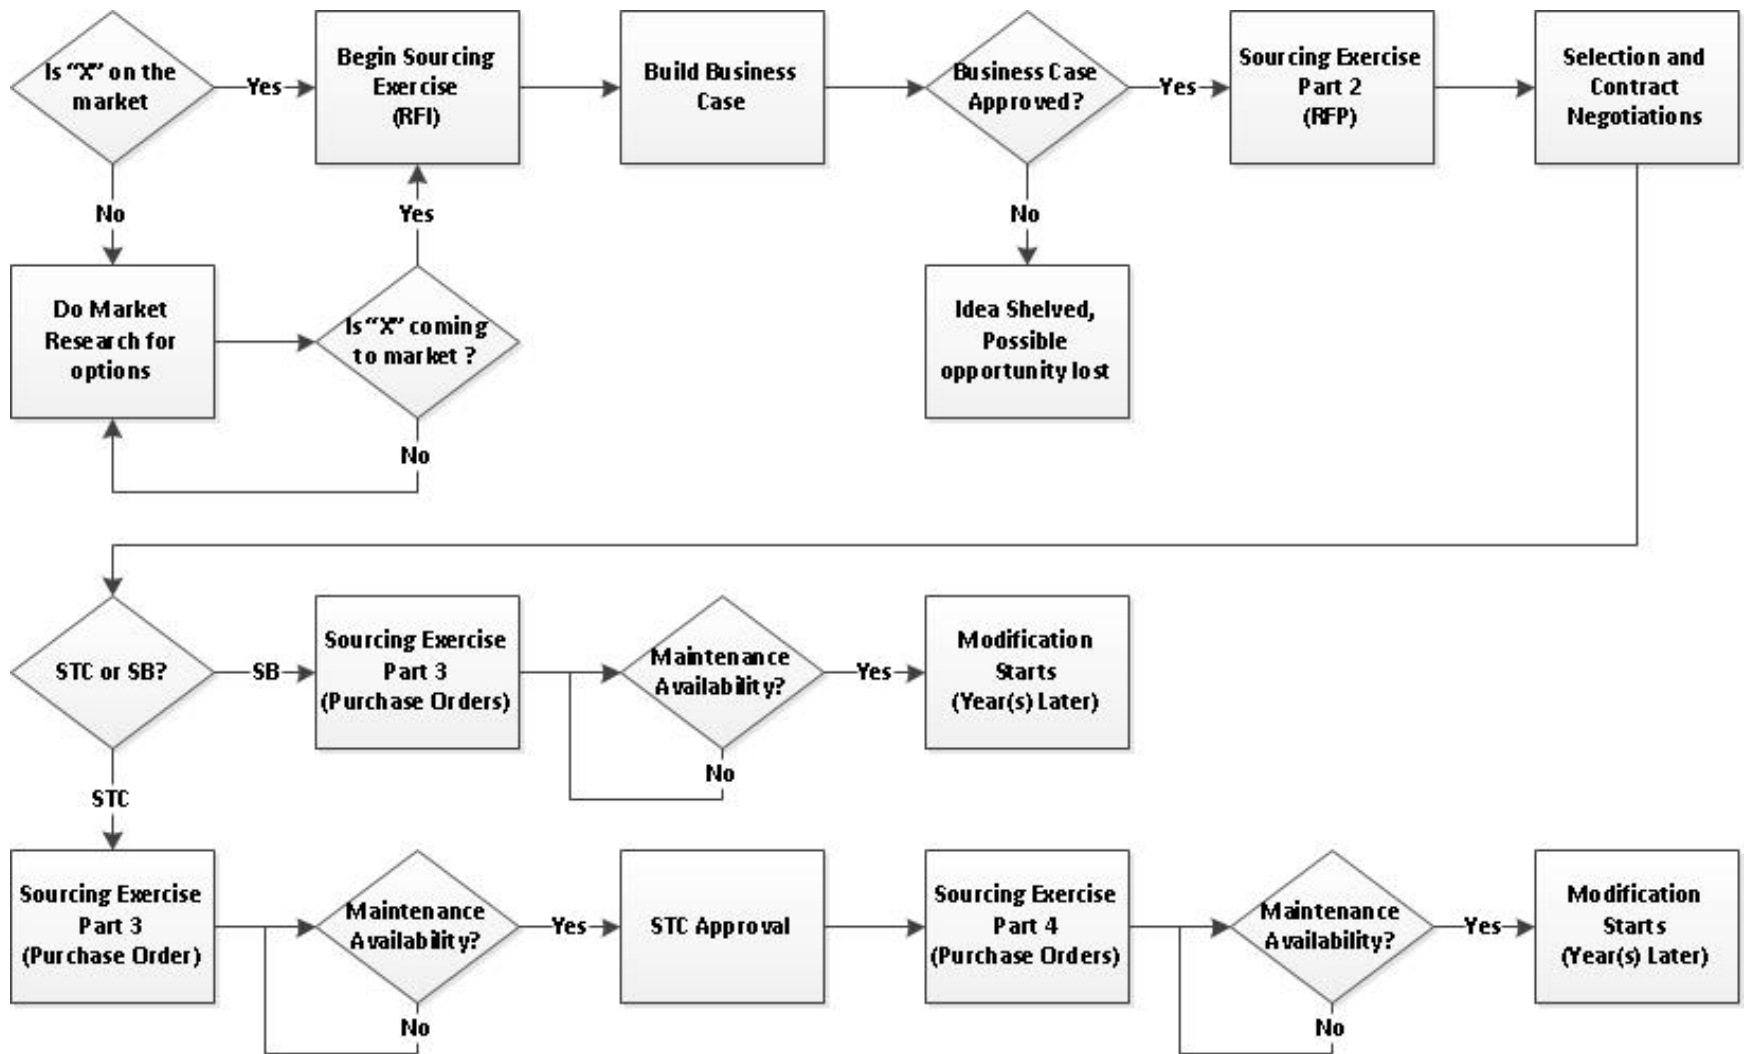 Is “X” on the
market
Yes
Begin Sourcing
Exercise
(RFI)
Build Business
Case
Business Case
Approved?
Yes
Sourcing Exercise
Part 2
(RFP)
Selection and
Contract
Negotiations
No
Yes
No
Do Market
Research for
options
Is “X” coming
to market ?
Idea Shelved,
Possible
opportunity lost
No
STC or SB?
SB
Sourcing Exercise
Part 3
(Purchase Orders)
Maintenance
Availability?
Yes
Modification
Starts
(Year(s) Later)
No
STC
Sourcing Exercise
Part 3
(Purchase Order)
Maintenance
Availability?
Yes
STC Approval
Sourcing Exercise
Part 4
(Purchase Orders)
Maintenance
Availability?
Yes
Modification
Starts
(Year(s) Later)
No
No